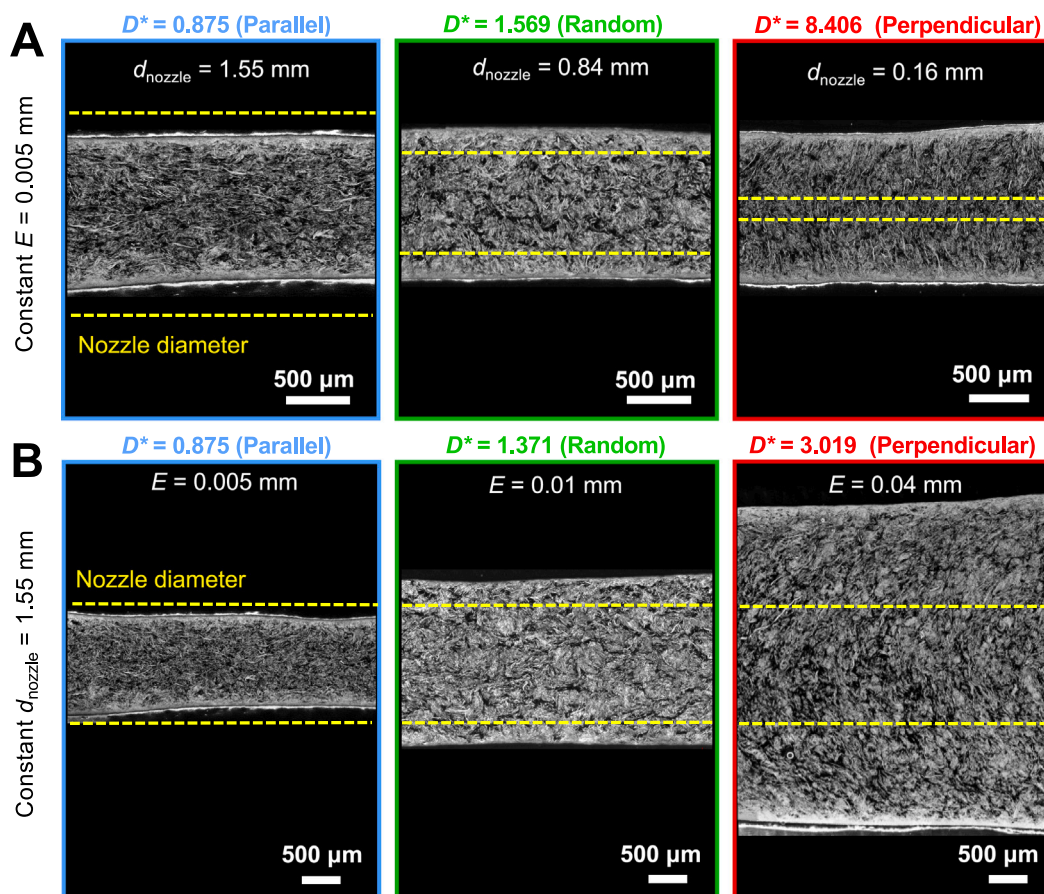 A
D* = 0.875 (Parallel)
D* = 1.569 (Random)
D* = 8.406 (Perpendicular)
Constant E = 0.005 mm
dnozzle = 1.55 mm
dnozzle = 0.84 mm
dnozzle = 0.16 mm
Nozzle diameter
500 µm
500 µm
500 µm
B
D* = 0.875 (Parallel)
D* = 1.371 (Random)
D* = 3.019 (Perpendicular)
Constant dnozzle = 1.55 mm
E = 0.005 mm
E = 0.01 mm
E = 0.04 mm
Nozzle diameter
500 µm
500 µm
500 µm